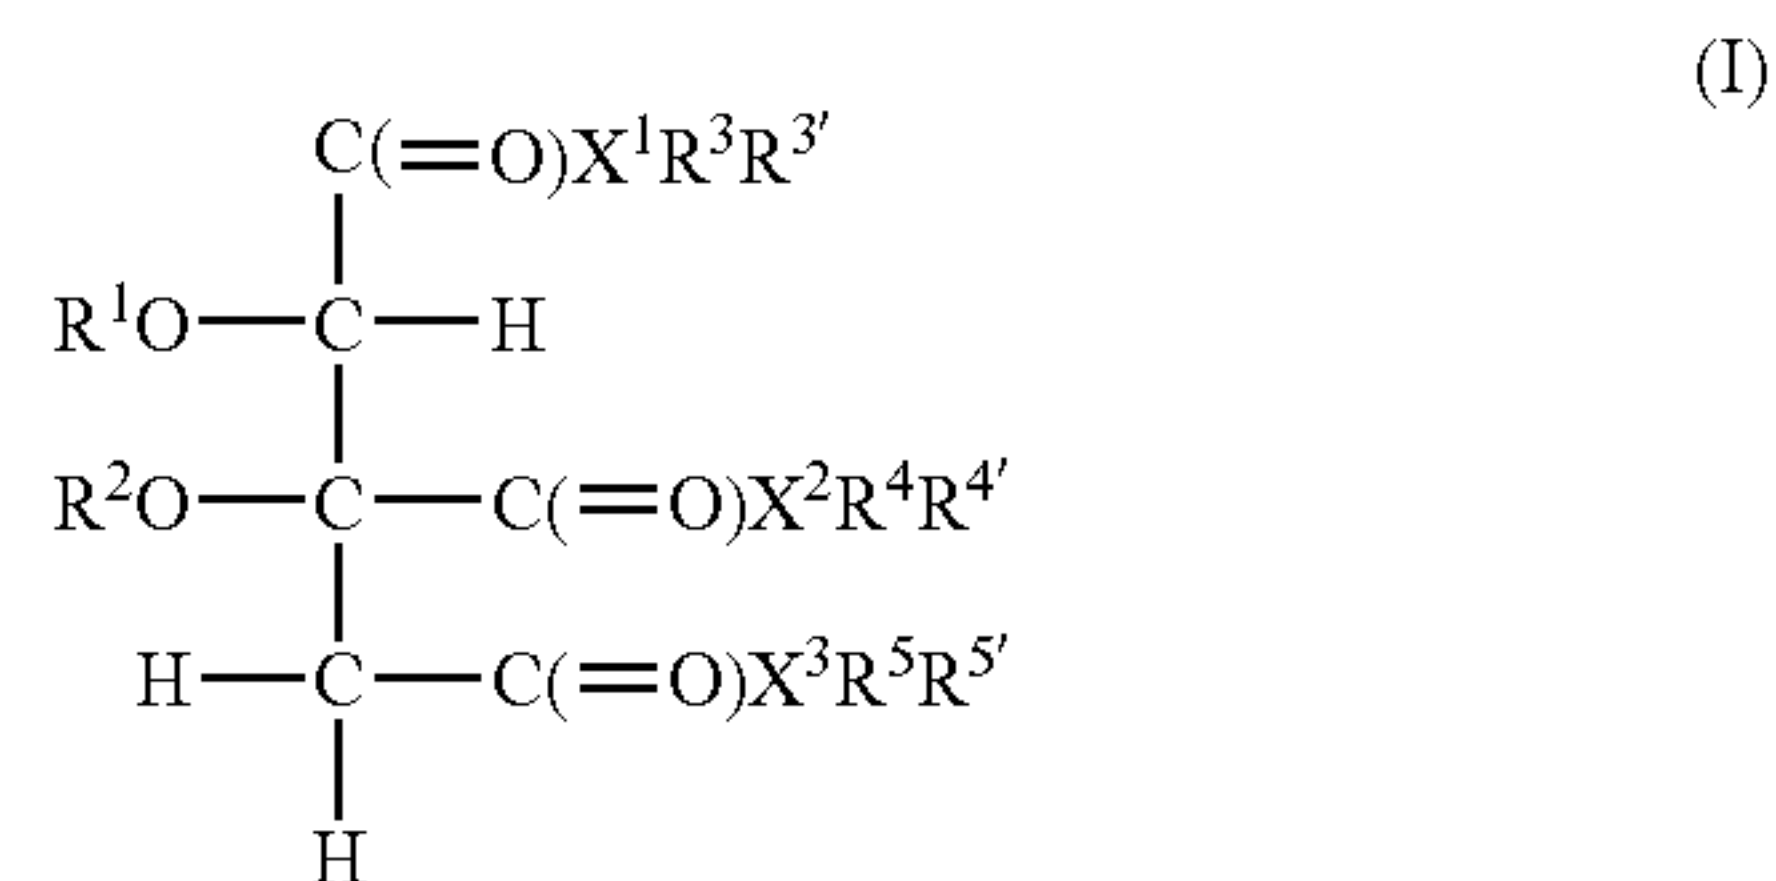 (I)
C(=O)X¹R³R³′
R¹O—C—H
R²O—C—C(=O)X²R⁴R⁴′
H—C—C(=O)X³R⁵R⁵′
H